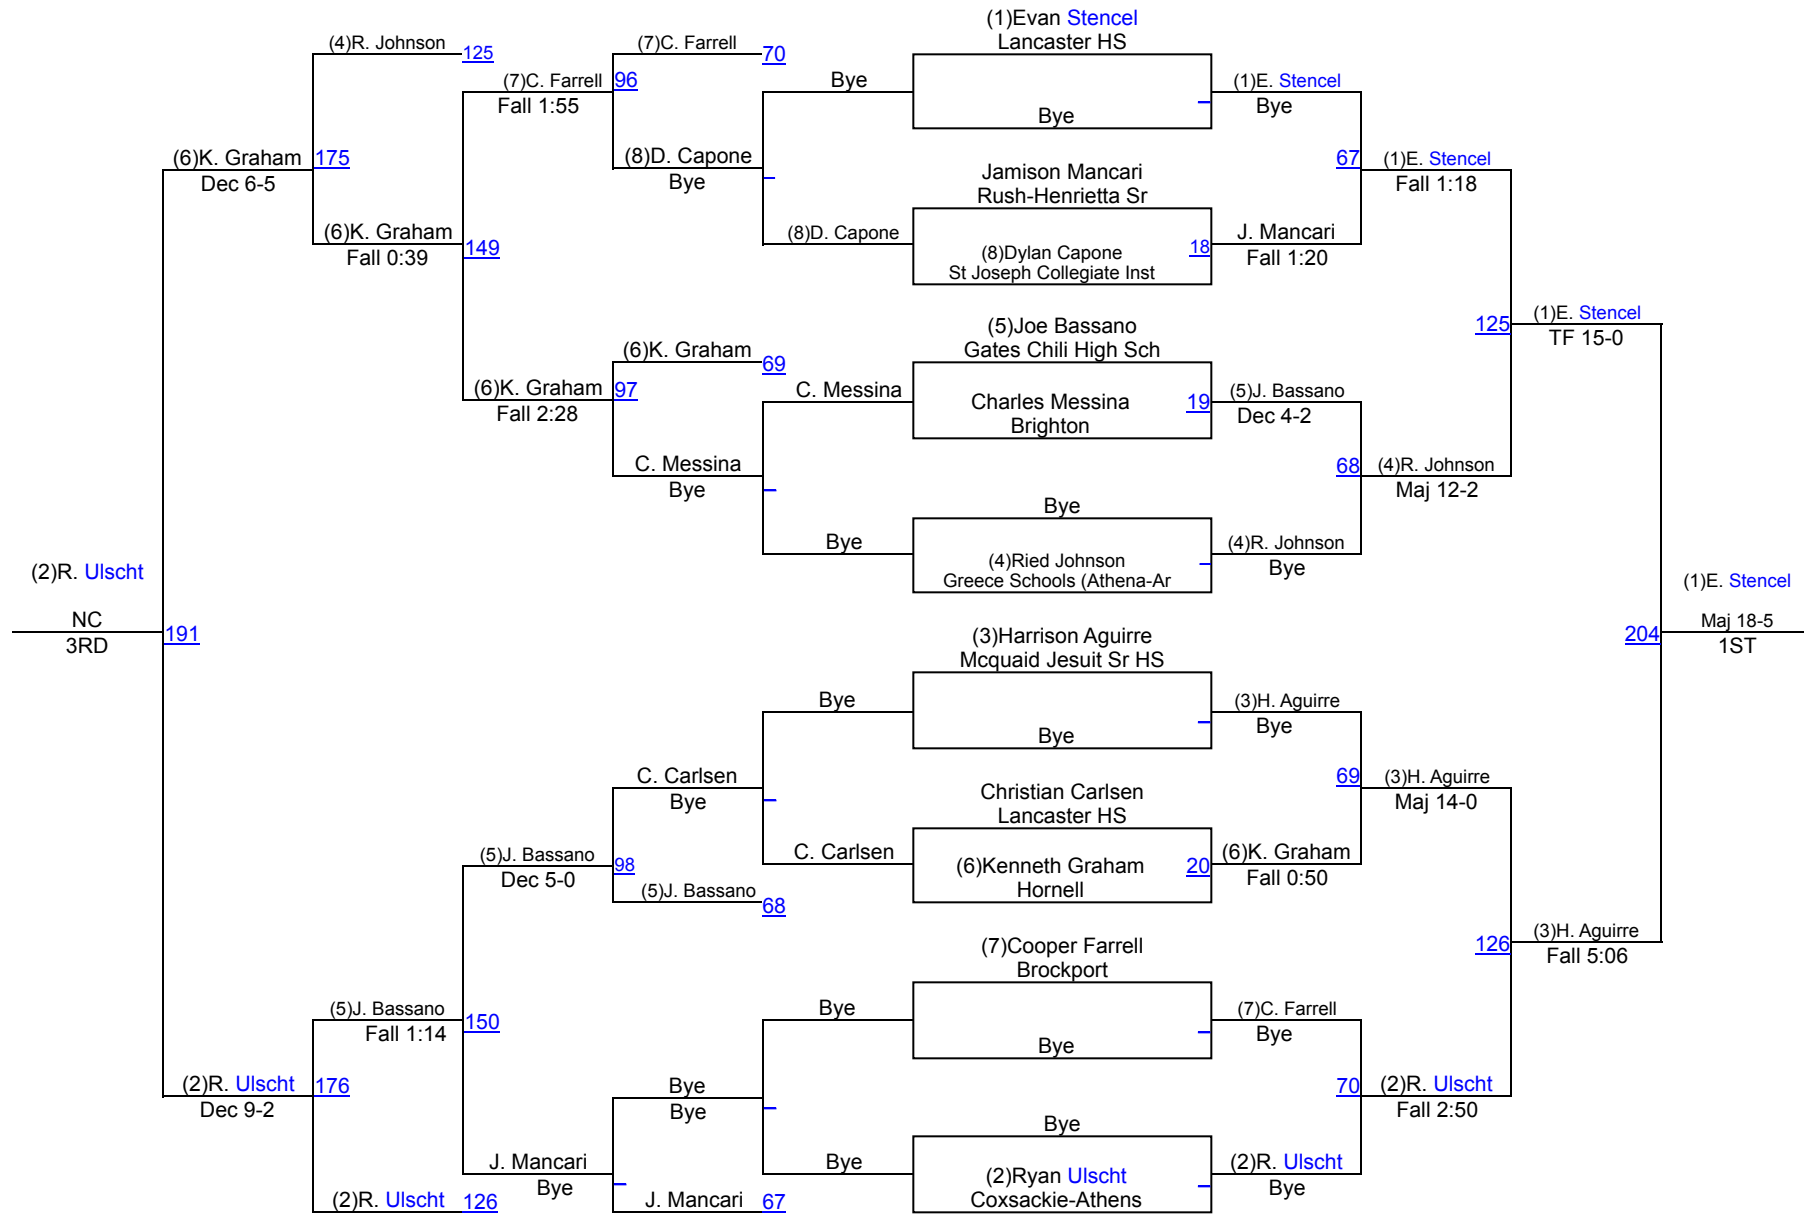 (1)Evan Stencel
Lancaster HS
(4)R. Johnson
125
(7)C. Farrell
70
(7)C. Farrell
96
Fall 1:55
Bye
(1)E. Stencel
Bye
Bye
(6)K. Graham
175
Dec 6-5
(8)D. Capone
Bye
Jamison Mancari
Rush-Henrietta Sr
67
(1)E. Stencel
Fall 1:18
(6)K. Graham
149
Fall 0:39
(8)D. Capone
(8)Dylan Capone
18
St Joseph Collegiate Inst
J. Mancari
Fall 1:20
(5)Joe Bassano
Gates Chili High Sch
125
(1)E. Stencel
TF 15-0
(6)K. Graham
69
(6)K. Graham
97
Fall 2:28
C. Messina
Charles Messina
19
Brighton
(5)J. Bassano
Dec 4-2
C. Messina
Bye
68
(4)R. Johnson
Maj 12-2
Bye
Bye
(4)Ried Johnson
Greece Schools (Athena-Ar
(4)R. Johnson
Bye
(2)R. Ulscht
NC
3RD
191
(1)E. Stencel
204
Maj 18-5
1ST
(3)Harrison Aguirre
Mcquaid Jesuit Sr HS
Bye
Bye
(3)H. Aguirre
Bye
C. Carlsen
Bye
Christian Carlsen
Lancaster HS
69
(3)H. Aguirre
Maj 14-0
(5)J. Bassano
98
Dec 5-0
(5)J. Bassano
68
C. Carlsen
(6)Kenneth Graham
20
Hornell
(6)K. Graham
Fall 0:50
(7)Cooper Farrell
Brockport
126
(3)H. Aguirre
Fall 5:06
(5)J. Bassano
150
Fall 1:14
Bye
Bye
(7)C. Farrell
Bye
(2)R. Ulscht
176
Dec 9-2
Bye
Bye
Bye
70
(2)R. Ulscht
Fall 2:50
J. Mancari
Bye
Bye
(2)Ryan Ulscht
Coxsackie-Athens
(2)R. Ulscht
Bye
(2)R. Ulscht
126
J. Mancari
67